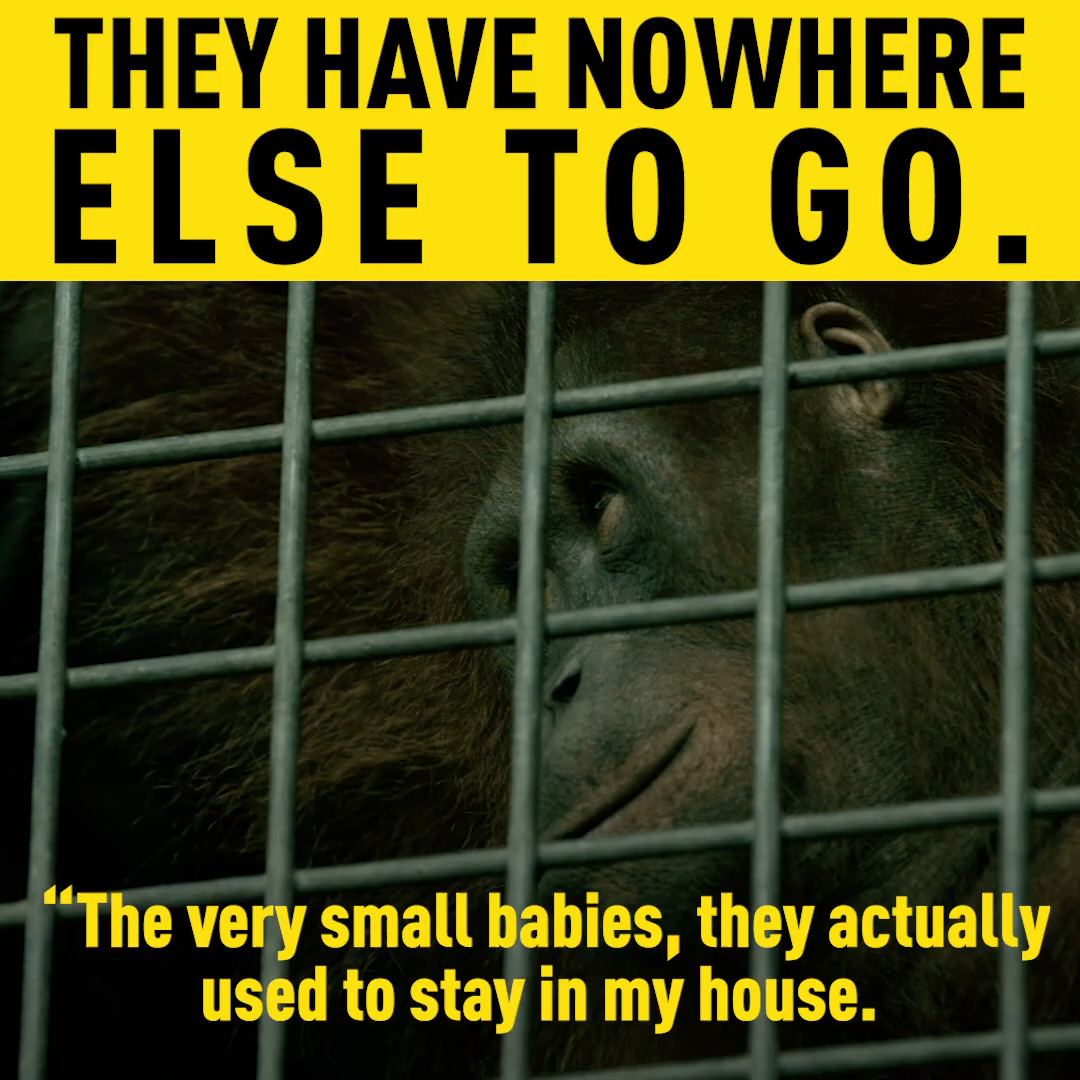 THEY HAVE NOWHERE
ELSE TO GO.
“The very small babies, they actually
used to stay in my house.